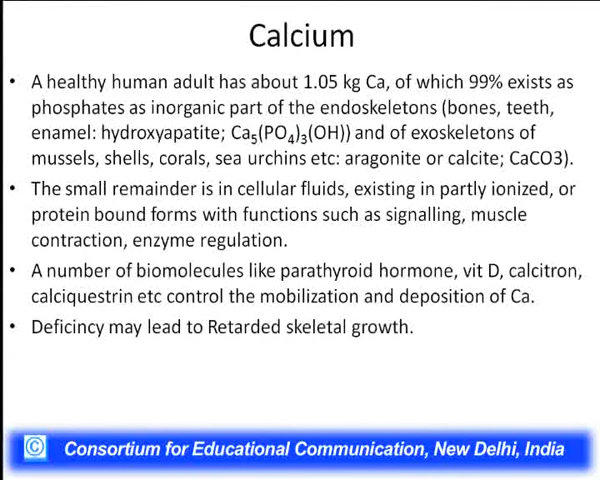 Calcium
• A healthy human adult has about 1.05 kg Ca, of which 99% exists as
phosphates as inorganic part of the endoskeletons (bones, teeth,
enamel: hydroxyapatite; Ca₅(PO₄)₃(OH)) and of exoskeletons of
mussels, shells, corals, sea urchins etc: aragonite or calcite; CaCO3).
• The small remainder is in cellular fluids, existing in partly ionized, or
protein bound forms with functions such as signalling, muscle
contraction, enzyme regulation.
• A number of biomolecules like parathyroid hormone, vit D, calcitron,
calciquestrin etc control the mobilization and deposition of Ca.
• Deficincy may lead to Retarded skeletal growth.
© Consortium for Educational Communication, New Delhi, India